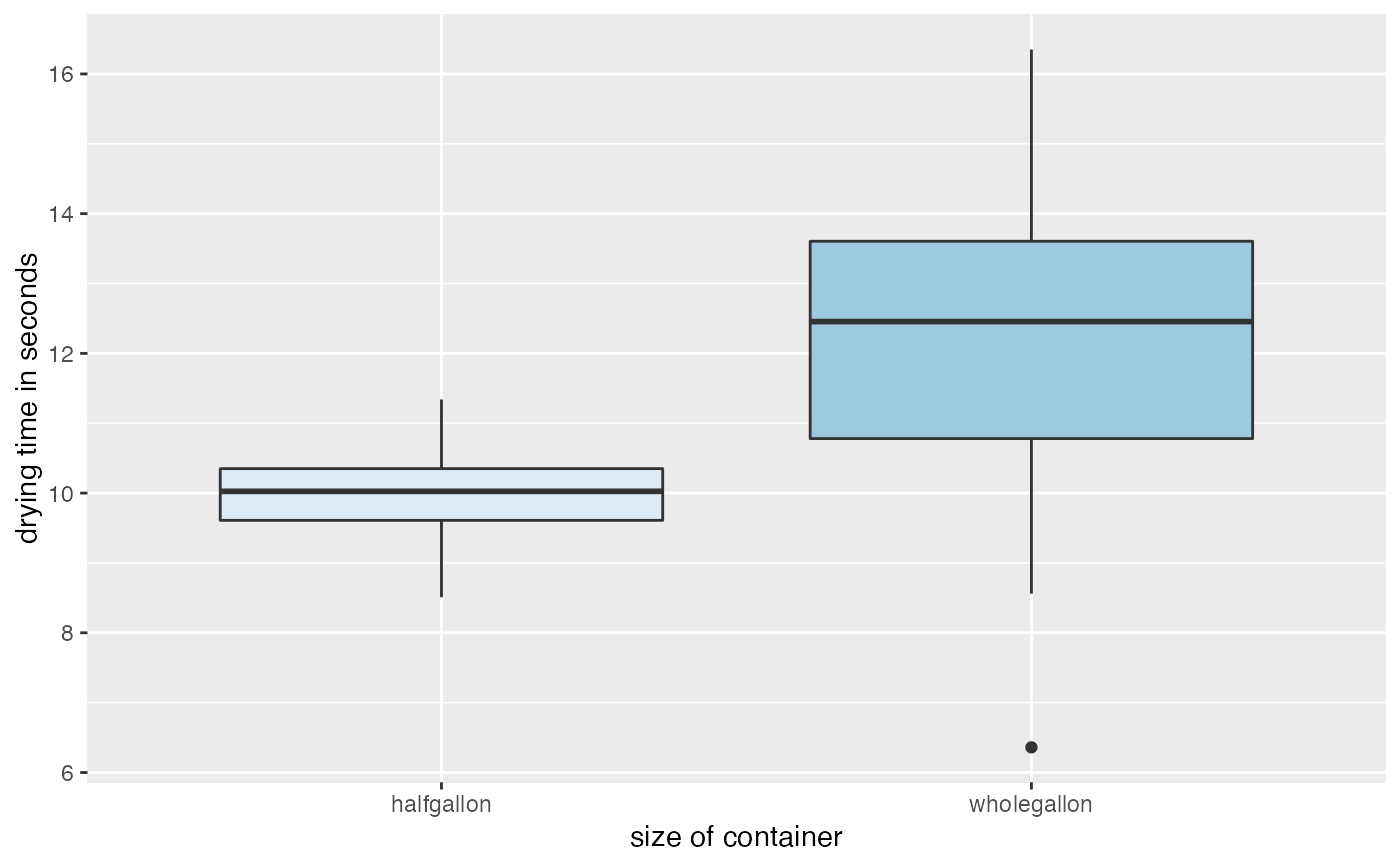 drying time in seconds
16
14
12
10
8
6
halfgallon
wholegallon
size of container